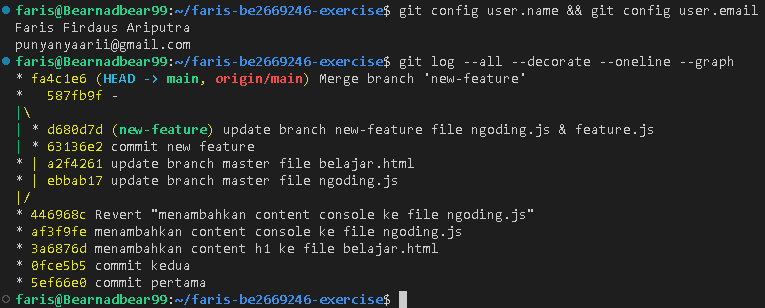 faris@Bearnadbear99:~/faris-be2669246-exercise$ git config user.name && git config user.email
Faris Firdaus Ariputra
punyanyaarii@gmail.com
faris@Bearnadbear99:~/faris-be2669246-exercise$ git log --all --decorate --oneline --graph
* fa4c1e6 (HEAD -> main, origin/main) Merge branch 'new-feature'
*   587fb9f -
|\
| * d680d7d (new-feature) update branch new-feature file ngoding.js & feature.js
| * 63136e2 commit new feature
* | a2f4261 update branch master file belajar.html
* | ebbab17 update branch master file ngoding.js
|/
* 446968c Revert "menambahkan content console ke file ngoding.js"
* af3f9fe menambahkan content console ke file ngoding.js
* 3a6876d menambahkan content h1 ke file belajar.html
* 0fce5b5 commit kedua
* 5ef66e0 commit pertama
faris@Bearnadbear99:~/faris-be2669246-exercise$